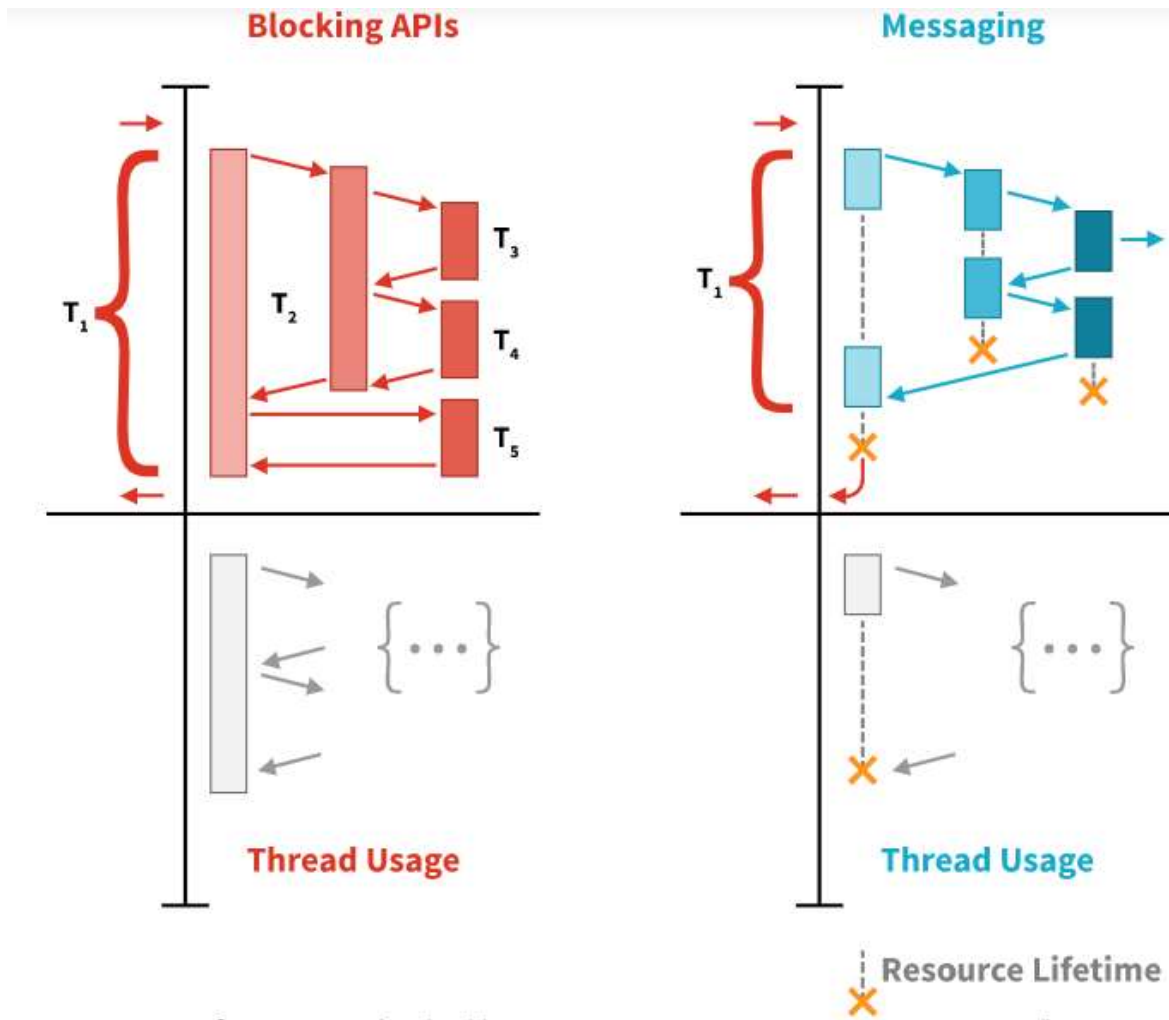 Blocking APIs
Messaging
T₃
T₁
T₂
T₄
T₅
T₁
{...}
{...}
Thread Usage
Thread Usage
Resource Lifetime